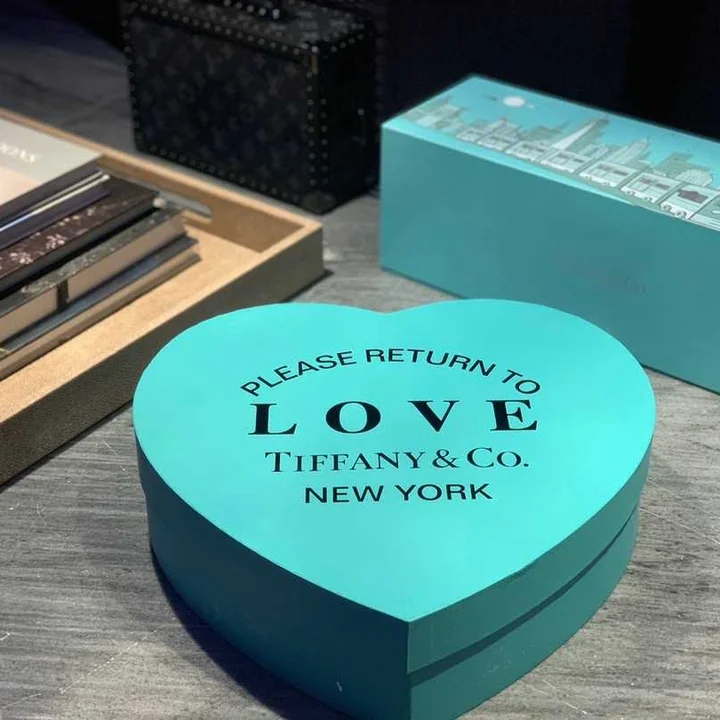 PLEASE RETURN TO
LOVE
TIFFANY & CO.
NEW YORK